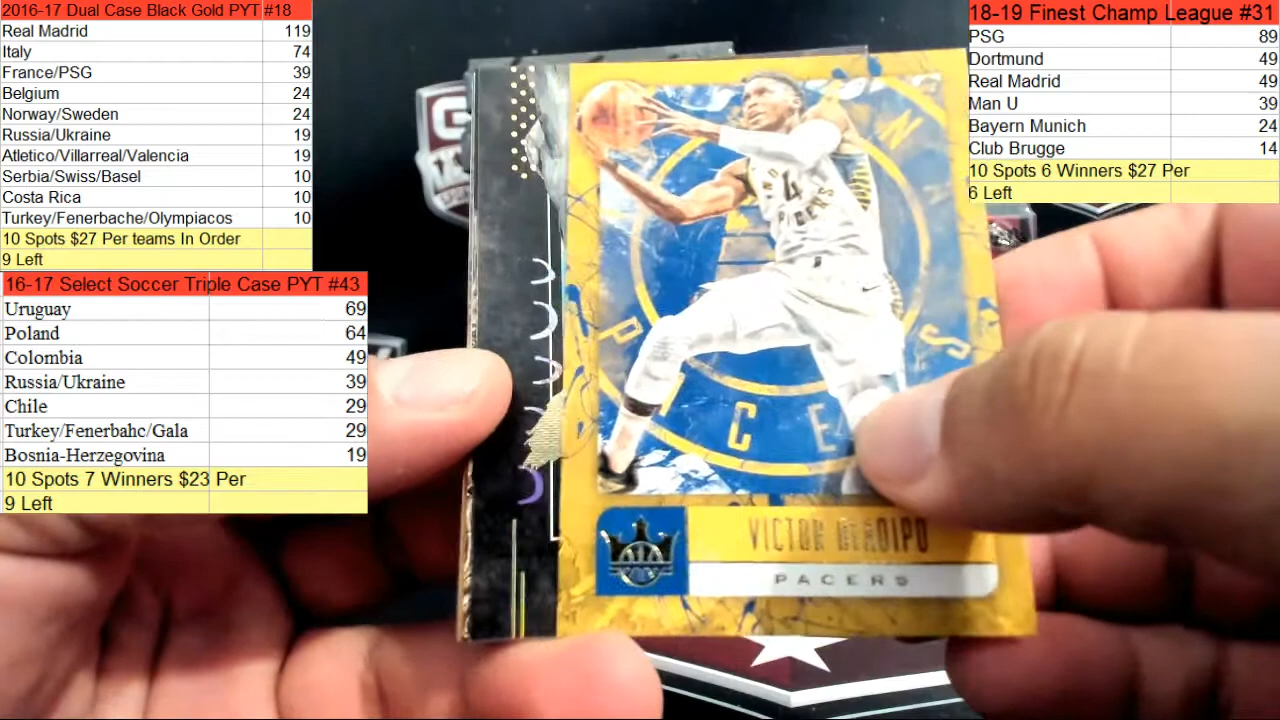 2016-17 Dual Case Black Gold PYT #18
Real Madrid 119
Italy 74
France/PSG 39
Belgium 24
Norway/Sweden 24
Russia/Ukraine 19
Atletico/Villarreal/Valencia 19
Serbia/Swiss/Basel 10
Costa Rica 10
Turkey/Fenerbache/Olympiacos 10
10 Spots $27 Per teams In Order
9 Left
16-17 Select Soccer Triple Case PYT #43
Uruguay 69
Poland 64
Colombia 49
Russia/Ukraine 39
Chile 29
Turkey/Fenerbahc/Gala 29
Bosnia-Herzegovina 19
10 Spots 7 Winners $23 Per
9 Left
18-19 Finest Champ League #31
PSG 89
Dortmund 49
Real Madrid 49
Man U 39
Bayern Munich 24
Club Brugge 14
10 Spots 6 Winners $27 Per
6 Left
4
PACERS
VICTOR OLADIPO
PACERS